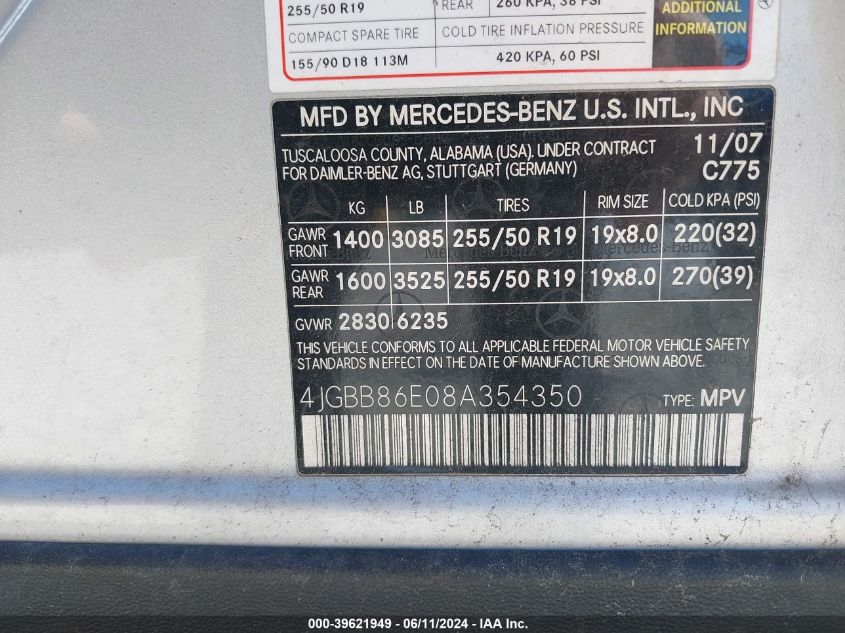 255/50 R19 REAR 260 KPA, 38 PSI ADDITIONAL
COMPACT SPARE TIRE COLD TIRE INFLATION PRESSURE INFORMATION
155/90 D18 113M 420 KPA, 60 PSI
MFD BY MERCEDES-BENZ U.S. INTL., INC
TUSCALOOSA COUNTY, ALABAMA (USA), UNDER CONTRACT 11/07
FOR DAIMLER-BENZ AG, STUTTGART (GERMANY) C775
KG LB TIRES RIM SIZE COLD KPA (PSI)
GAWR FRONT 1400 3085 255/50 R19 19x8.0 220(32)
GAWR REAR 1600 3525 255/50 R19 19x8.0 270(39)
GVWR 2830 6235
THIS VEHICLE CONFORMS TO ALL APPLICABLE FEDERAL MOTOR VEHICLE SAFETY
STANDARDS IN EFFECT ON THE DATE OF MANUFACTURE SHOWN ABOVE.
4JGBB86E08A354350 TYPE: MPV
000-39621949 - 06/11/2024 - IAA Inc.